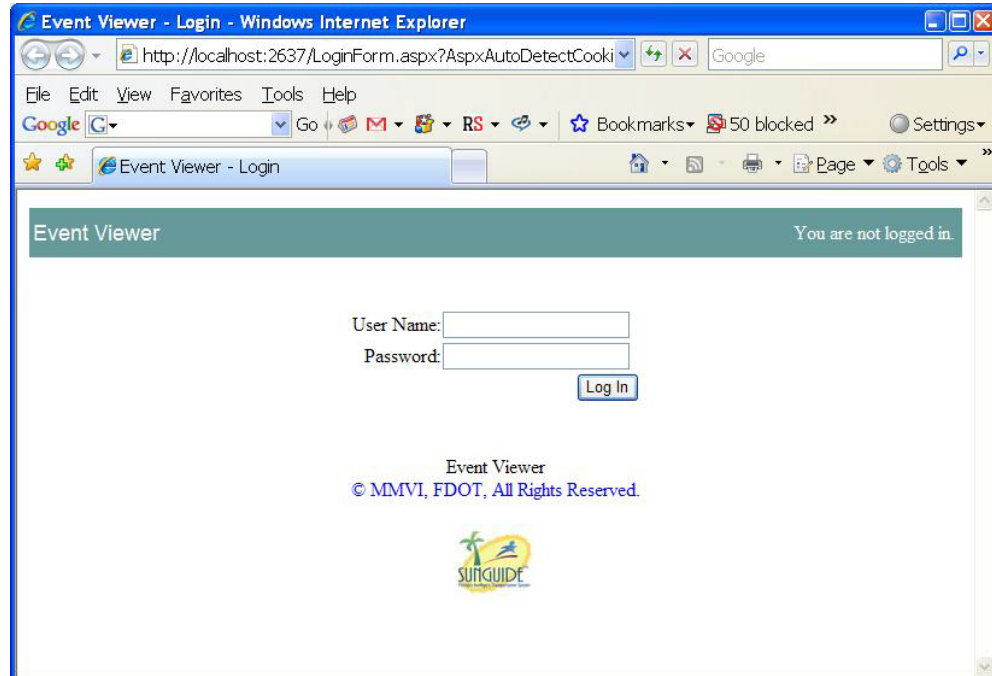 Event Viewer - Login - Windows Internet Explorer
http://localhost:2637/LoginForm.aspx?AspxAutoDetectCooki
Google
File Edit View Favorites Tools Help
Google G Go RS Bookmarks 50 blocked » Settings
Event Viewer - Login Page Tools »
Event Viewer You are not logged in.
User Name:
Password:
Log In
Event Viewer
© MMVI, FDOT, All Rights Reserved.
SUNGUIDE